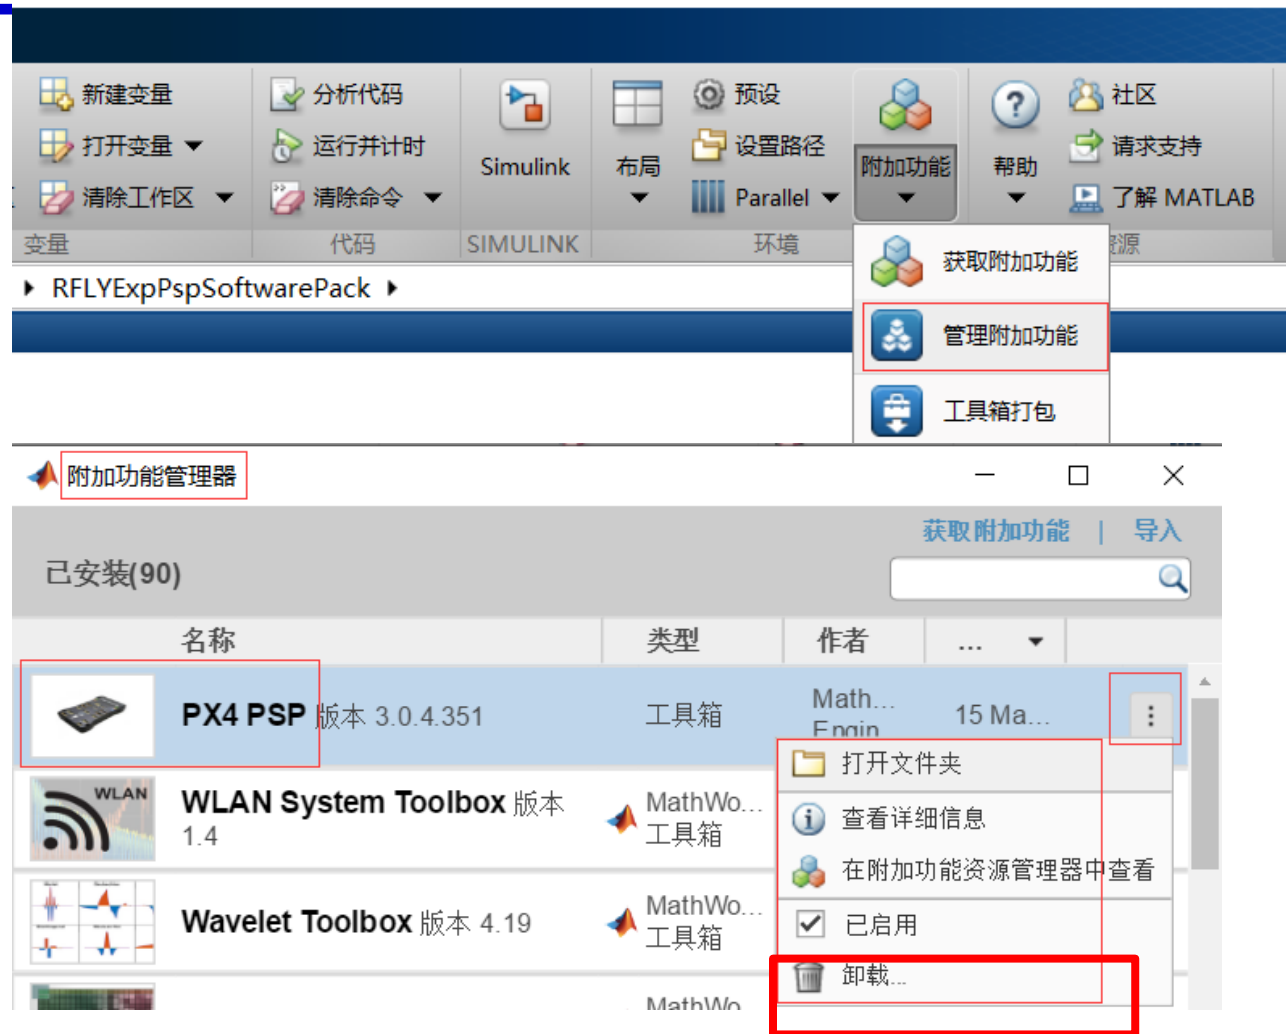 新建变量
分析代码
预设
社区
打开变量
运行并计时
Simulink
布局
设置路径
附加功能
帮助
请求支持
清除工作区
清除命令
Parallel
了解 MATLAB
变量
代码
SIMULINK
环境
资源
RFLYExpPspSoftwarePack
获取附加功能
管理附加功能
工具箱打包
附加功能管理器
获取附加功能 | 导入
已安装(90)
名称
类型
作者
...
PX4 PSP 版本 3.0.4.351
工具箱
Math...
Engin
15 Ma...
打开文件夹
WLAN
WLAN System Toolbox 版本
1.4
MathWo...
工具箱
查看详细信息
在附加功能资源管理器中查看
Wavelet Toolbox 版本 4.19
MathWo...
工具箱
已启用
卸载...
MathWo